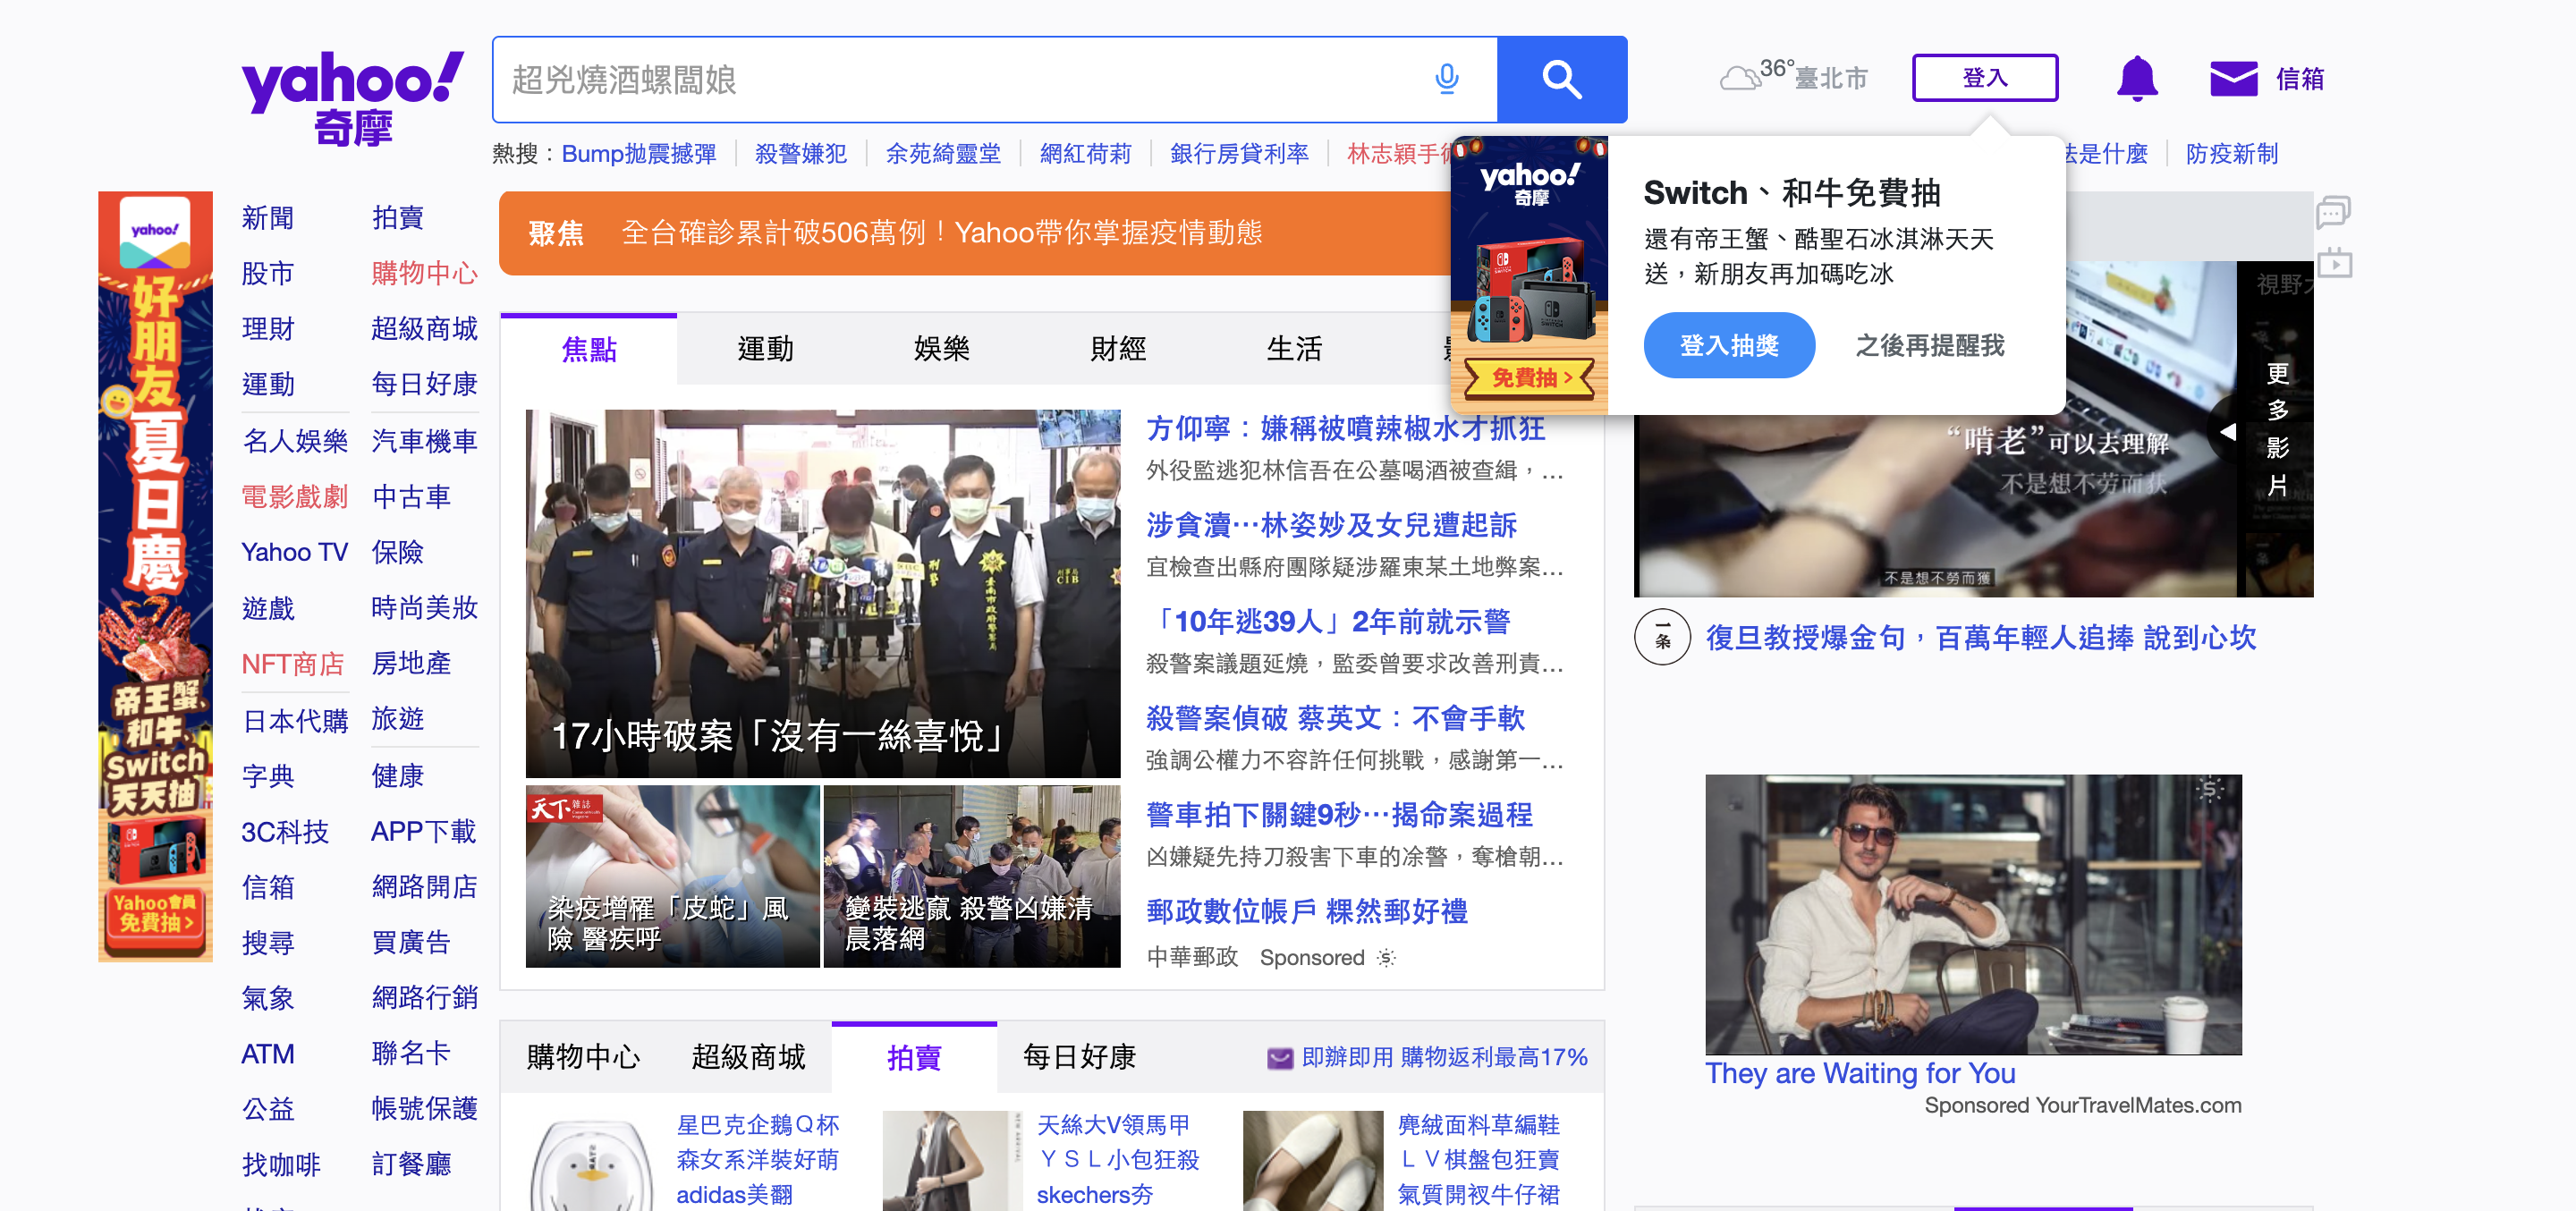 yahoo!
奇摩
超兇燒酒螺闆娘
36°臺北市
登入
信箱
熱搜：Bump拋震撼彈
殺警嫌犯
余苑綺靈堂
網紅荷莉
銀行房貸利率
林志穎手術
法是什麼
防疫新制
yahoo!
奇摩
免費抽 >
Switch、和牛免費抽
還有帝王蟹、酷聖石冰淇淋天天
送，新朋友再加碼吃冰
登入抽獎
之後再提醒我
yahoo!
好朋友夏日慶
帝王蟹、
和牛、
Switch
天天抽
Yahoo會員
免費抽 >
新聞
拍賣
股市
購物中心
理財
超級商城
運動
每日好康
名人娛樂
汽車機車
電影戲劇
中古車
Yahoo TV
保險
遊戲
時尚美妝
NFT商店
房地產
日本代購
旅遊
字典
健康
3C科技
APP下載
信箱
網路開店
搜尋
買廣告
氣象
網路行銷
ATM
聯名卡
公益
帳號保護
找咖啡
訂餐廳
聚焦
全台確診累計破506萬例！Yahoo帶你掌握疫情動態
焦點
運動
娛樂
財經
生活
17小時破案「沒有一絲喜悅」
天下 雜誌
染疫增罹「皮蛇」風
險 醫疾呼
變裝逃竄 殺警凶嫌清
晨落網
方仰寧：嫌稱被噴辣椒水才抓狂
外役監逃犯林信吾在公墓喝酒被查緝，...
涉貪瀆…林姿妙及女兒遭起訴
宜檢查出縣府團隊疑涉羅東某土地弊案...
「10年逃39人」2年前就示警
殺警案議題延燒，監委曾要求改善刑責...
殺警案偵破 蔡英文：不會手軟
強調公權力不容許任何挑戰，感謝第一...
警車拍下關鍵9秒…揭命案過程
凶嫌疑先持刀殺害下車的凃警，奪槍朝...
郵政數位帳戶 粿然郵好禮
中華郵政 Sponsored
視野大
更多影片
“啃老”可以去理解
不是想不劳而获
不是想不勞而獲
一条
復旦教授爆金句，百萬年輕人追捧 說到心坎
They are Waiting for You
Sponsored YourTravelMates.com
購物中心
超級商城
拍賣
每日好康
即辦即用 購物返利最高17%
星巴克企鵝Ｑ杯
森女系洋裝好萌
adidas美翻
天絲大V領馬甲
ＹＳＬ小包狂殺
skechers夯
麂絨面料草編鞋
ＬＶ棋盤包狂賣
氣質開衩牛仔裙